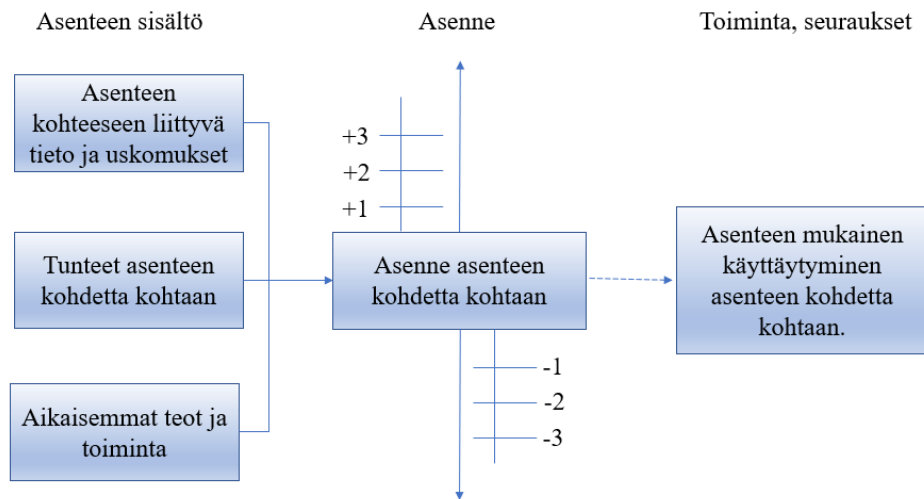 Asenteen sisältö
Asenne
Toiminta, seuraukset
Asenteen
kohteeseen liittyvä
tieto ja uskomukset
Tunteet asenteen
kohdetta kohtaan
Aikaisemmat teot ja
toiminta
+3
+2
+1
Asenne asenteen
kohdetta kohtaan
-1
-2
-3
Asenteen mukainen
käyttäytyminen
asenteen kohdetta
kohtaan.